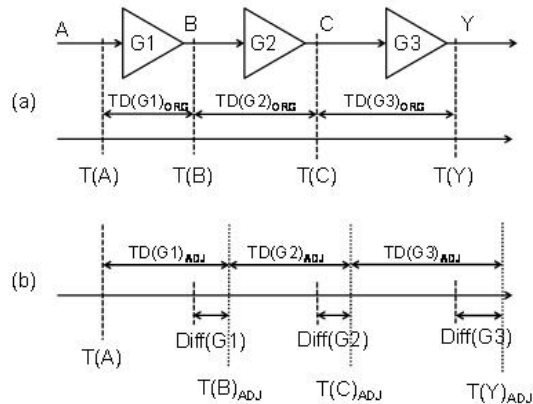 A B C Y
G1 G2 G3
(a)
TD(G1)ORG TD(G2)ORG TD(G3)ORG
T(A) T(B) T(C) T(Y)
TD(G1)ADJ TD(G2)ADJ TD(G3)ADJ
(b)
Diff(G1) Diff(G2) Diff(G3)
T(A)
T(B)ADJ T(C)ADJ T(Y)ADJ